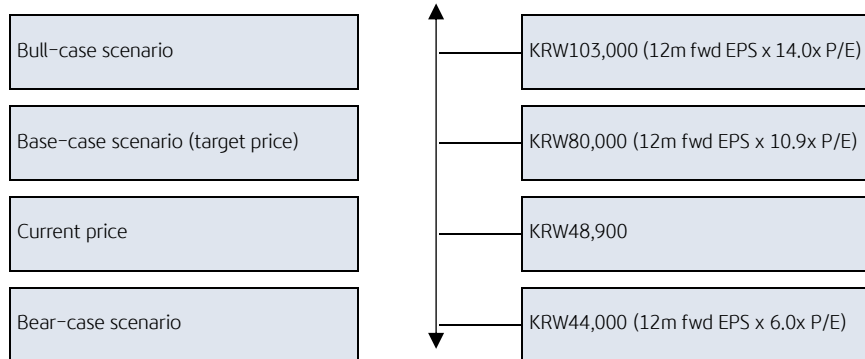 Bull-case scenario
KRW103,000 (12m fwd EPS x 14.0x P/E)
Base-case scenario (target price)
KRW80,000 (12m fwd EPS x 10.9x P/E)
Current price
KRW48,900
Bear-case scenario
KRW44,000 (12m fwd EPS x 6.0x P/E)